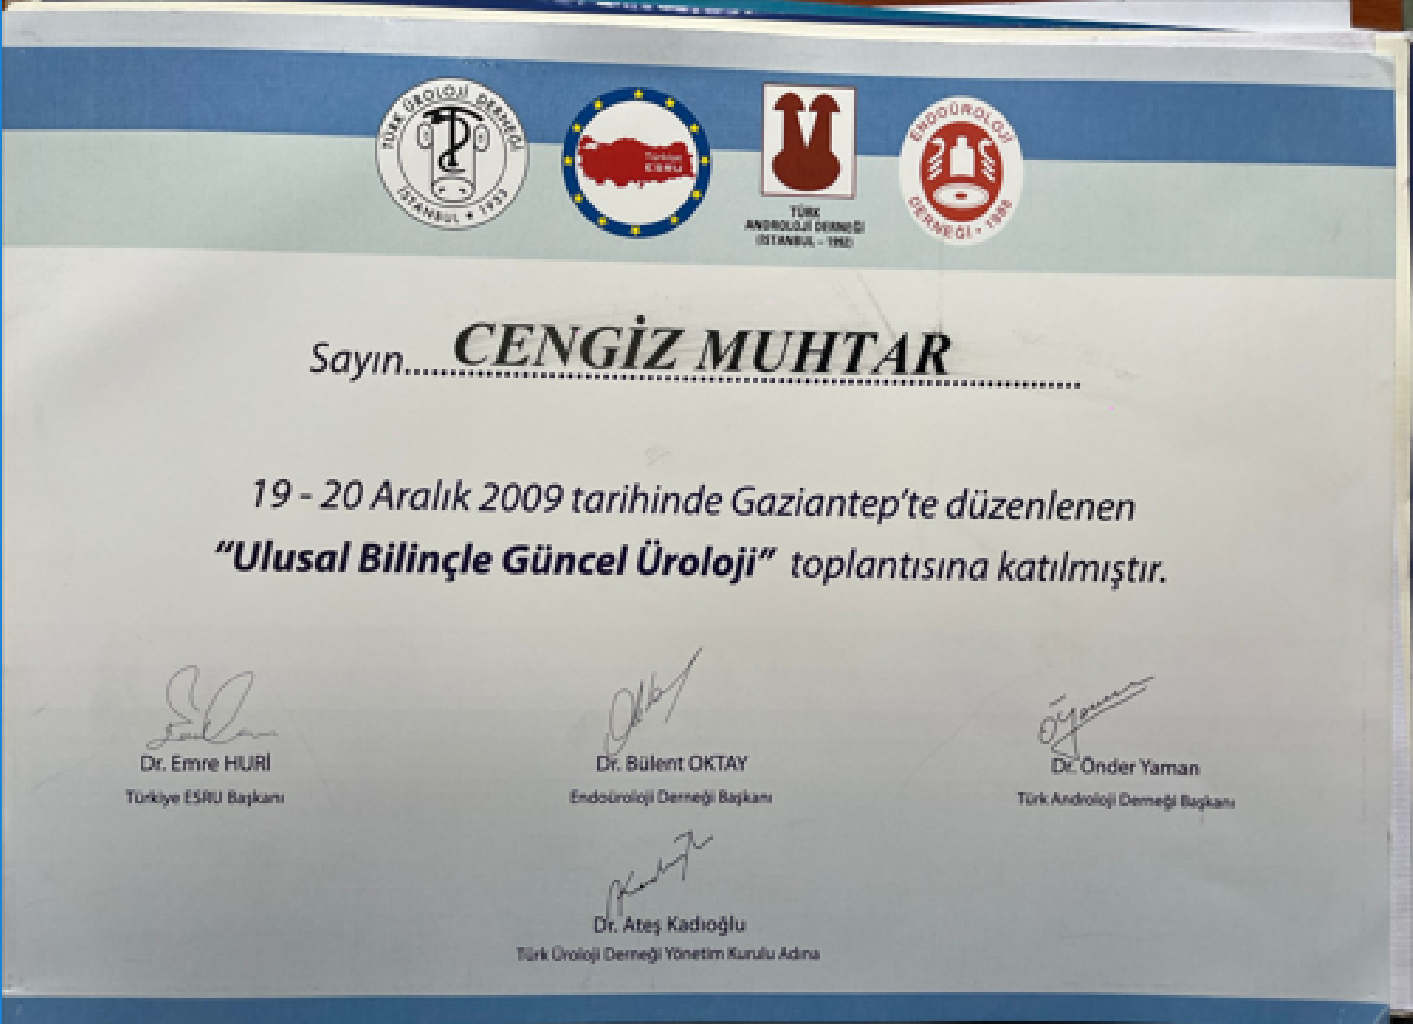 TÜRK ÜROLOJİ DERNEĞİ
İSTANBUL • 1933
Türkiye
ESRU
TÜRK
ANDROLOJİ DERNEĞİ
(İSTANBUL - 1992)
ENDOÜROLOJİ
DERNEĞİ •
Sayın.... CENGİZ MUHTAR
19 - 20 Aralık 2009 tarihinde Gaziantep'te düzenlenen
“Ulusal Bilinçle Güncel Üroloji” toplantısına katılmıştır.
Dr. Emre HURİ
Türkiye ESRU Başkanı
Dr. Bülent OKTAY
Endoüroloji Derneği Başkanı
Dr. Önder Yaman
Türk Androloji Derneği Başkanı
Dr. Ateş Kadıoğlu
Türk Üroloji Derneği Yönetim Kurulu Adına